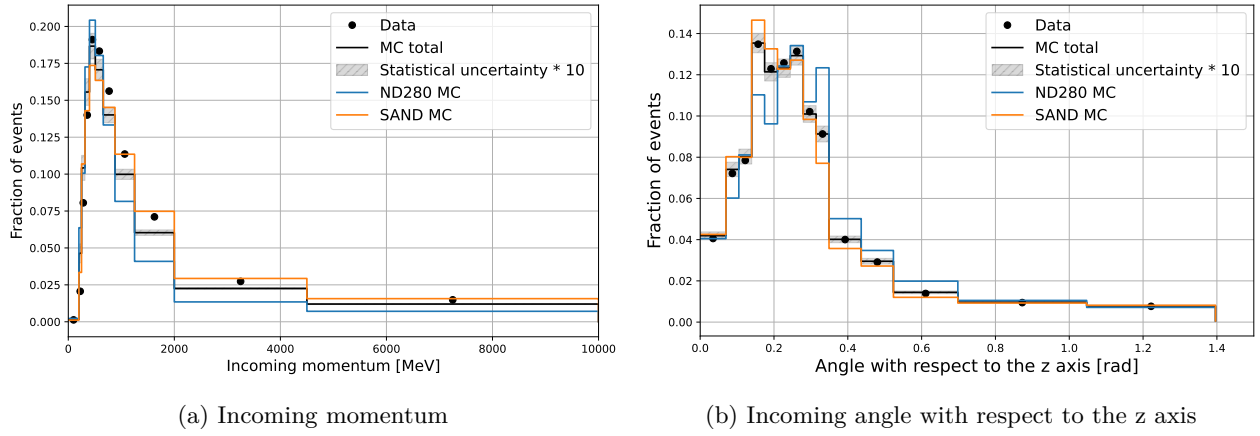 0.200
0.175
0.150
0.125
0.100
0.075
0.050
0.025
0.000
Fraction of events
Data
MC total
Statistical uncertainty * 10
ND280 MC
SAND MC
0 2000 4000 6000 8000 10000
Incoming momentum [MeV]
(a) Incoming momentum
0.14
0.12
0.10
0.08
0.06
0.04
0.02
0.00
Fraction of events
Data
MC total
Statistical uncertainty * 10
ND280 MC
SAND MC
0.0 0.2 0.4 0.6 0.8 1.0 1.2 1.4
Angle with respect to the z axis [rad]
(b) Incoming angle with respect to the z axis